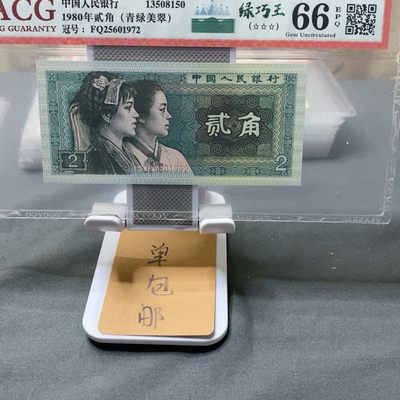 ACG
NG GUARANTY
中国人民银行 13508150
1980年贰角（青绿美翠）
冠号：FQ25601972
绿巧王
(☆☆☆)
66
EPQ
Gem Uncirculated
中国人民银行
贰角
2
2
单
包
邮